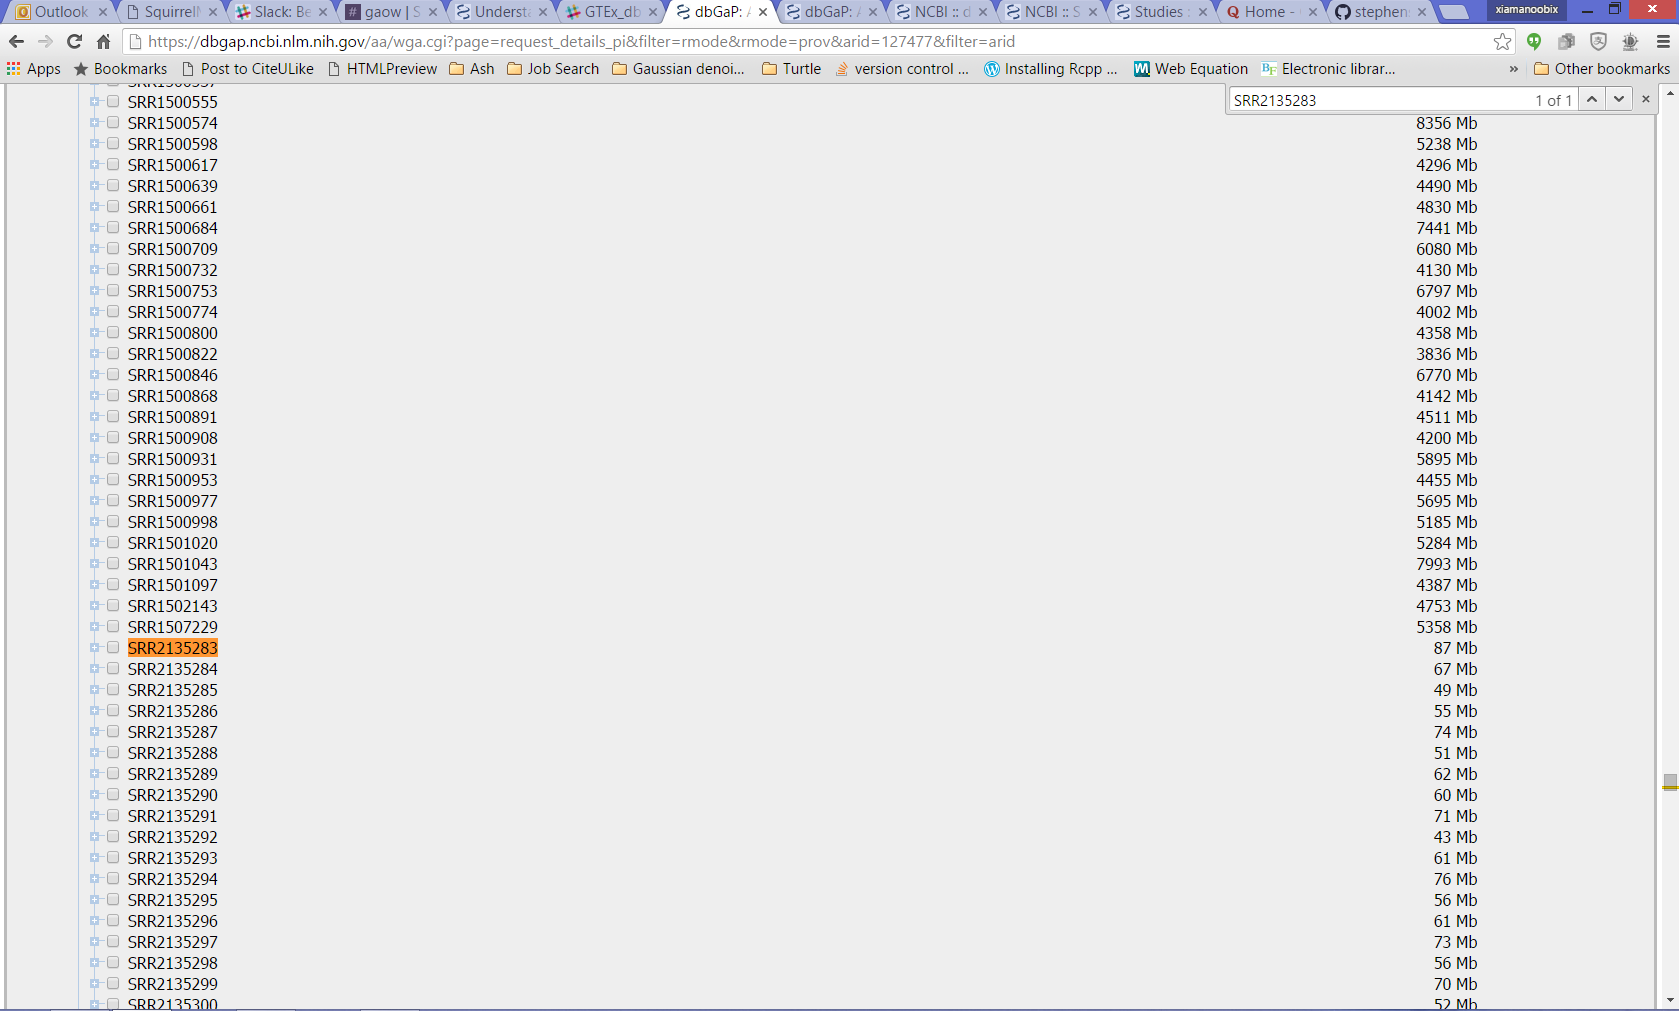 Outlook SquirrelM Slack: Be gaow | S Understa GTEx_db dbGaP: A dbGaP: A NCBI :: d NCBI :: S Studies : Home - stephen xiamanoobix
https://dbgap.ncbi.nlm.nih.gov/aa/wga.cgi?page=request_details_pi&filter=rmode&rmode=prov&arid=127477&filter=arid
Apps Bookmarks Post to CiteULike HTMLPreview Ash Job Search Gaussian denoi... Turtle version control ... Installing Rcpp ... Web Equation Electronic librar... » Other bookmarks
SRR2135283 1 of 1
SRR1500555
SRR1500574 8356 Mb
SRR1500598 5238 Mb
SRR1500617 4296 Mb
SRR1500639 4490 Mb
SRR1500661 4830 Mb
SRR1500684 7441 Mb
SRR1500709 6080 Mb
SRR1500732 4130 Mb
SRR1500753 6797 Mb
SRR1500774 4002 Mb
SRR1500800 4358 Mb
SRR1500822 3836 Mb
SRR1500846 6770 Mb
SRR1500868 4142 Mb
SRR1500891 4511 Mb
SRR1500908 4200 Mb
SRR1500931 5895 Mb
SRR1500953 4455 Mb
SRR1500977 5695 Mb
SRR1500998 5185 Mb
SRR1501020 5284 Mb
SRR1501043 7993 Mb
SRR1501097 4387 Mb
SRR1502143 4753 Mb
SRR1507229 5358 Mb
SRR2135283 87 Mb
SRR2135284 67 Mb
SRR2135285 49 Mb
SRR2135286 55 Mb
SRR2135287 74 Mb
SRR2135288 51 Mb
SRR2135289 62 Mb
SRR2135290 60 Mb
SRR2135291 71 Mb
SRR2135292 43 Mb
SRR2135293 61 Mb
SRR2135294 76 Mb
SRR2135295 56 Mb
SRR2135296 61 Mb
SRR2135297 73 Mb
SRR2135298 56 Mb
SRR2135299 70 Mb
SRR2135300 52 Mb